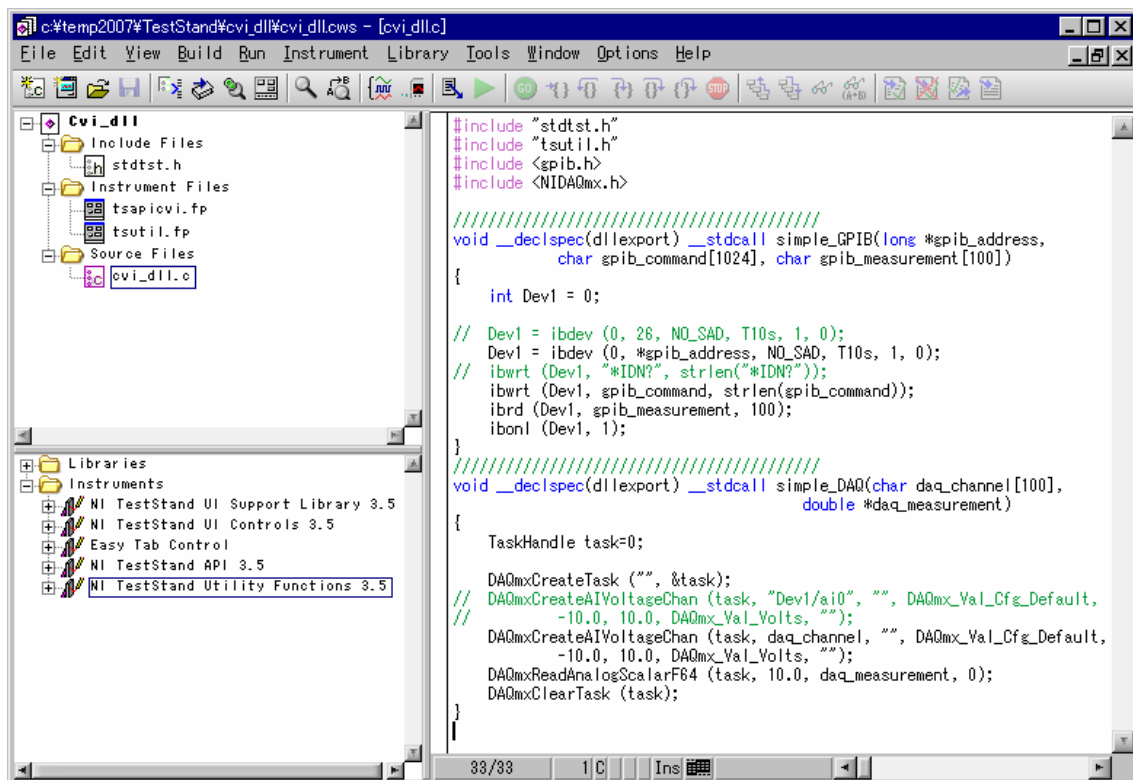 c:¥temp2007¥TestStand¥cvi_dll¥cvi_dll.cws - [cvi_dll.c]
File Edit View Build Run Instrument Library Tools Window Options Help
Cvi_dll
Include Files
stdtst.h
Instrument Files
tsapicvi.fp
tsutil.fp
Source Files
cvi_dll.c
Libraries
Instruments
NI TestStand UI Support Library 3.5
NI TestStand UI Controls 3.5
Easy Tab Control
NI TestStand API 3.5
NI TestStand Utility Functions 3.5
#include "stdtst.h"
#include "tsutil.h"
#include <gpib.h>
#include <NIDAQmx.h>
//////////////////////////////////////////
void __declspec(dllexport) __stdcall simple_GPIB(long *gpib_address,
char gpib_command[1024], char gpib_measurement[100])
{
int Dev1 = 0;
// Dev1 = ibdev (0, 26, NO_SAD, T10s, 1, 0);
Dev1 = ibdev (0, *gpib_address, NO_SAD, T10s, 1, 0);
// ibwrt (Dev1, "*IDN?", strlen("*IDN?"));
ibwrt (Dev1, gpib_command, strlen(gpib_command));
ibrd (Dev1, gpib_measurement, 100);
ibonl (Dev1, 1);
}
//////////////////////////////////////////
void __declspec(dllexport) __stdcall simple_DAQ(char daq_channel[100],
double *daq_measurement)
{
TaskHandle task=0;
DAQmxCreateTask ("", &task);
// DAQmxCreateAIVoltageChan (task, "Dev1/ai0", "", DAQmx_Val_Cfg_Default,
// -10.0, 10.0, DAQmx_Val_Volts, "");
DAQmxCreateAIVoltageChan (task, daq_channel, "", DAQmx_Val_Cfg_Default,
-10.0, 10.0, DAQmx_Val_Volts, "");
DAQmxReadAnalogScalarF64 (task, 10.0, daq_measurement, 0);
DAQmxClearTask (task);
}
33/33 1 C Ins